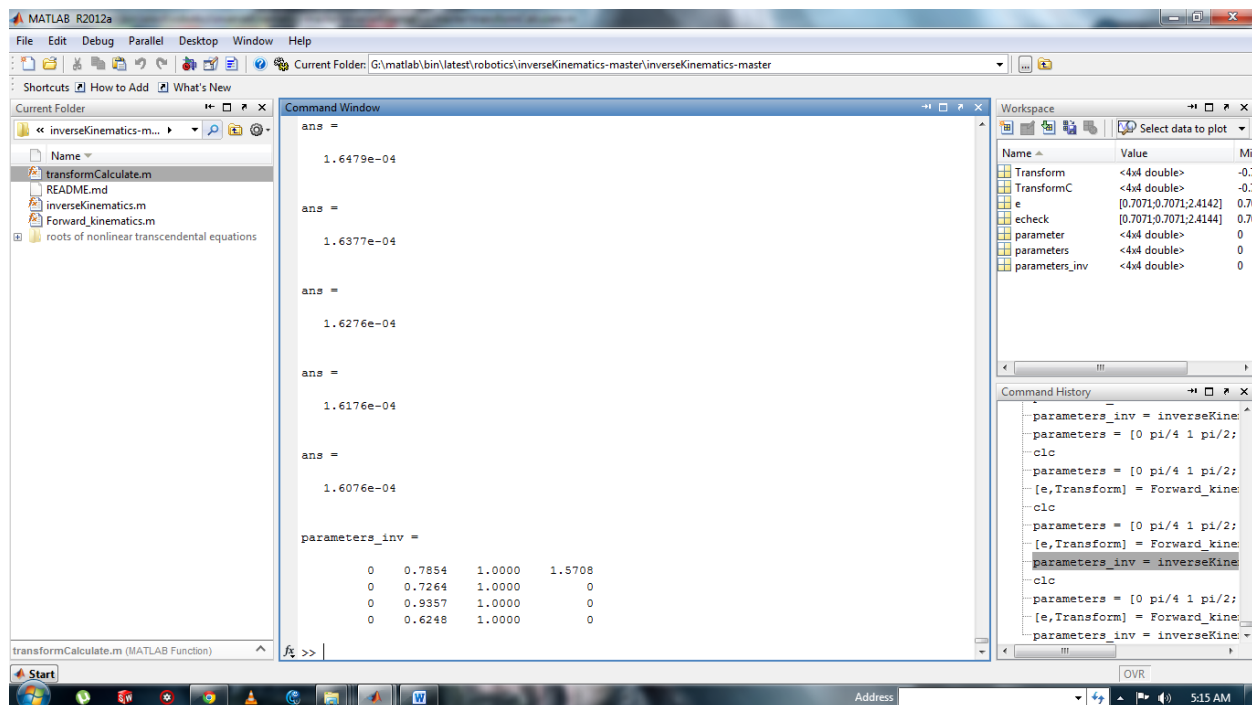 MATLAB R2012a
File Edit Debug Parallel Desktop Window Help
Current Folder: G:\matlab\bin\latest\robotics\inverseKinematics-master\inverseKinematics-master
Shortcuts How to Add What's New
Current Folder
« inverseKinematics-m...
Name
transformCalculate.m
README.md
inverseKinematics.m
Forward_kinematics.m
roots of nonlinear transcendental equations
transformCalculate.m (MATLAB Function)
Command Window
ans =
1.6479e-04
ans =
1.6377e-04
ans =
1.6276e-04
ans =
1.6176e-04
ans =
1.6076e-04
parameters_inv =
0 0.7854 1.0000 1.5708
0 0.7264 1.0000 0
0 0.9357 1.0000 0
0 0.6248 1.0000 0
fx >>
Workspace
Select data to plot
Name Value Mi
Transform <4x4 double> -0.
TransformC <4x4 double> -0.
e [0.7071;0.7071;2.4142] 0.7
echeck [0.7071;0.7071;2.4144] 0.7
parameter <4x4 double> 0
parameters <4x4 double> 0
parameters_inv <4x4 double> 0
Command History
parameters_inv = inverseKine
parameters = [0 pi/4 1 pi/2;
clc
parameters = [0 pi/4 1 pi/2;
[e,Transform] = Forward_kine
clc
parameters = [0 pi/4 1 pi/2;
[e,Transform] = Forward_kine
parameters_inv = inverseKine
clc
parameters = [0 pi/4 1 pi/2;
[e,Transform] = Forward_kine
parameters_inv = inverseKine
Start
OVR
Address
5:15 AM